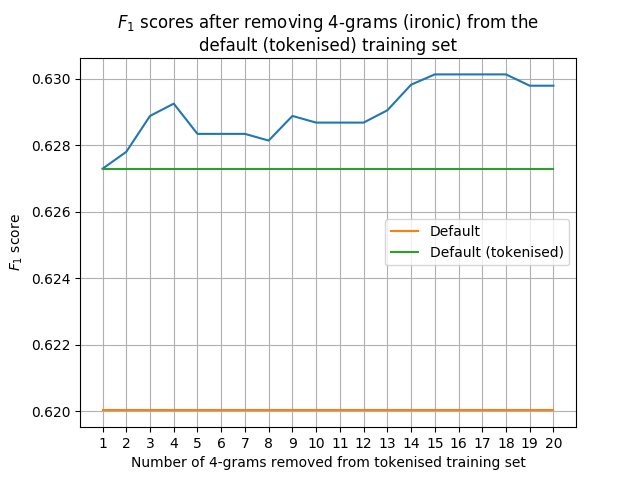 F1 scores after removing 4-grams (ironic) from the
default (tokenised) training set
0.630
0.628
0.626
0.624
0.622
0.620
F1 score
Default
Default (tokenised)
1 2 3 4 5 6 7 8 9 10 11 12 13 14 15 16 17 18 19 20
Number of 4-grams removed from tokenised training set